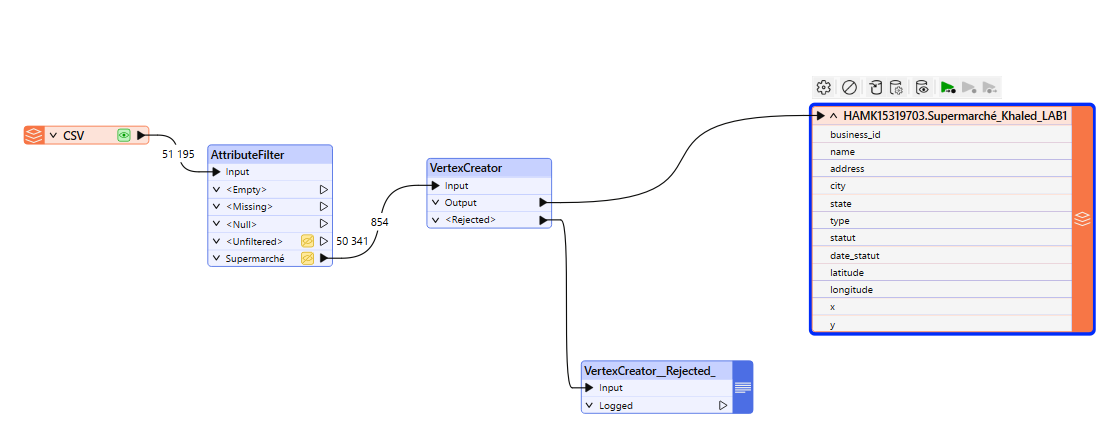 HAMK15319703.Supermarché_Khaled_LAB1
business_id
name
address
city
state
type
statut
date_statut
latitude
longitude
x
y
CSV
51 195
AttributeFilter
Input
<Empty>
<Missing>
<Null>
<Unfiltered>
50 341
Supermarché
854
VertexCreator
Input
Output
<Rejected>
VertexCreator__Rejected_
Input
Logged